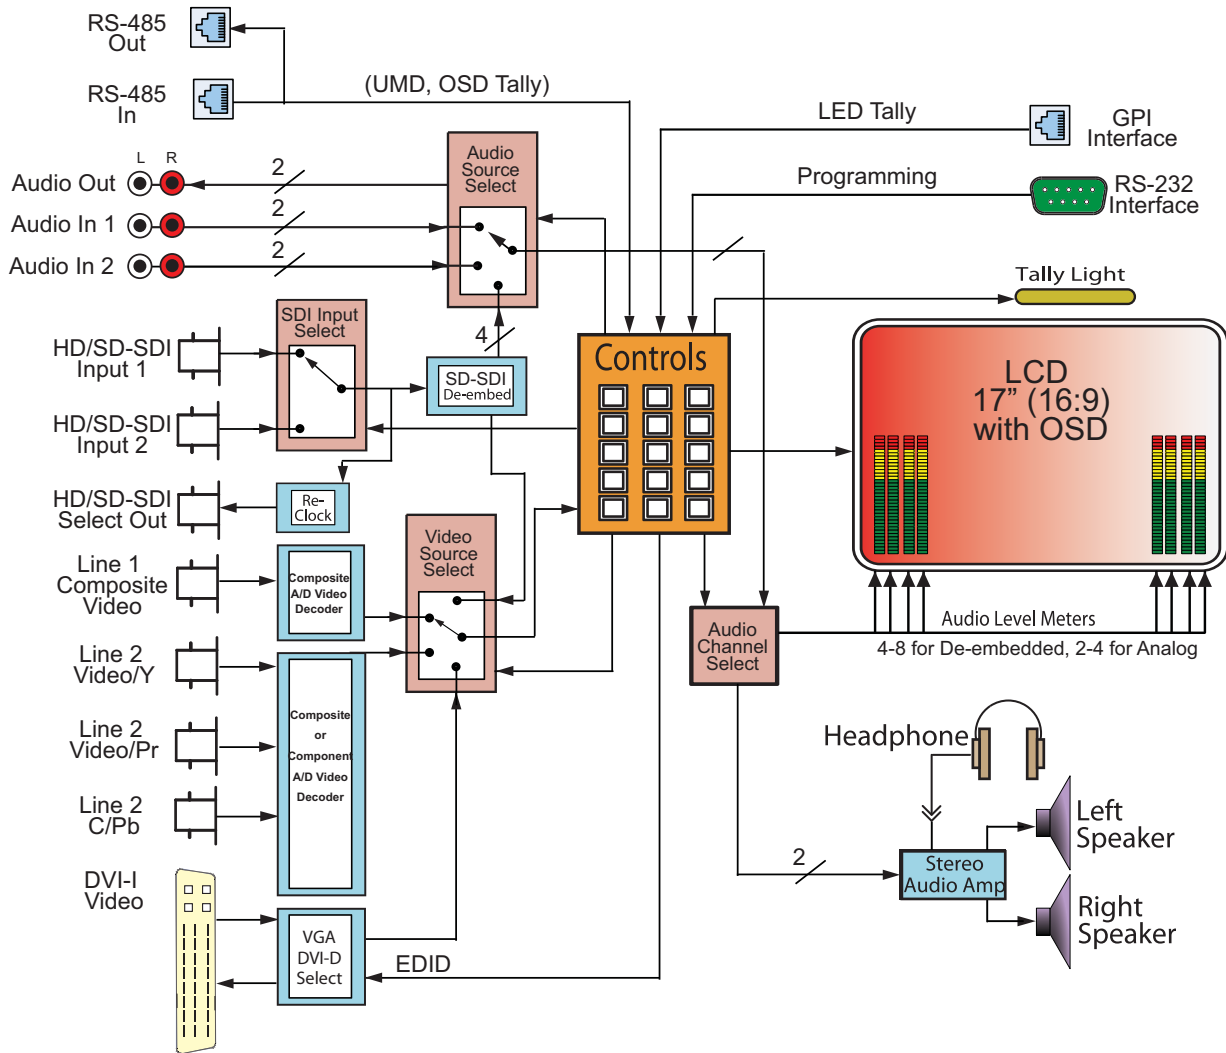 RS-485
Out
RS-485
In
(UMD, OSD Tally)
LED Tally
GPI
Interface
Programming
RS-232
Interface
L R
Audio Out
2
Audio In 1
2
Audio In 2
2
Audio
Source
Select
Tally Light
SDI Input
Select
HD/SD-SDI
Input 1
4
SD-SDI
De-embed
Controls
LCD
17” (16:9)
with OSD
HD/SD-SDI
Input 2
HD/SD-SDI
Select Out
Re-
Clock
Video
Source
Select
Line 1
Composite
Video
Composite
A/D Video
Decoder
Audio
Channel
Select
Audio Level Meters
4-8 for De-embedded, 2-4 for Analog
Line 2
Video/Y
Line 2
Video/Pr
Composite
or
Component
A/D Video
Decoder
Line 2
C/Pb
Headphone
Left
Speaker
2
Stereo
Audio Amp
Right
Speaker
DVI-I
Video
VGA
DVI-D
Select
EDID